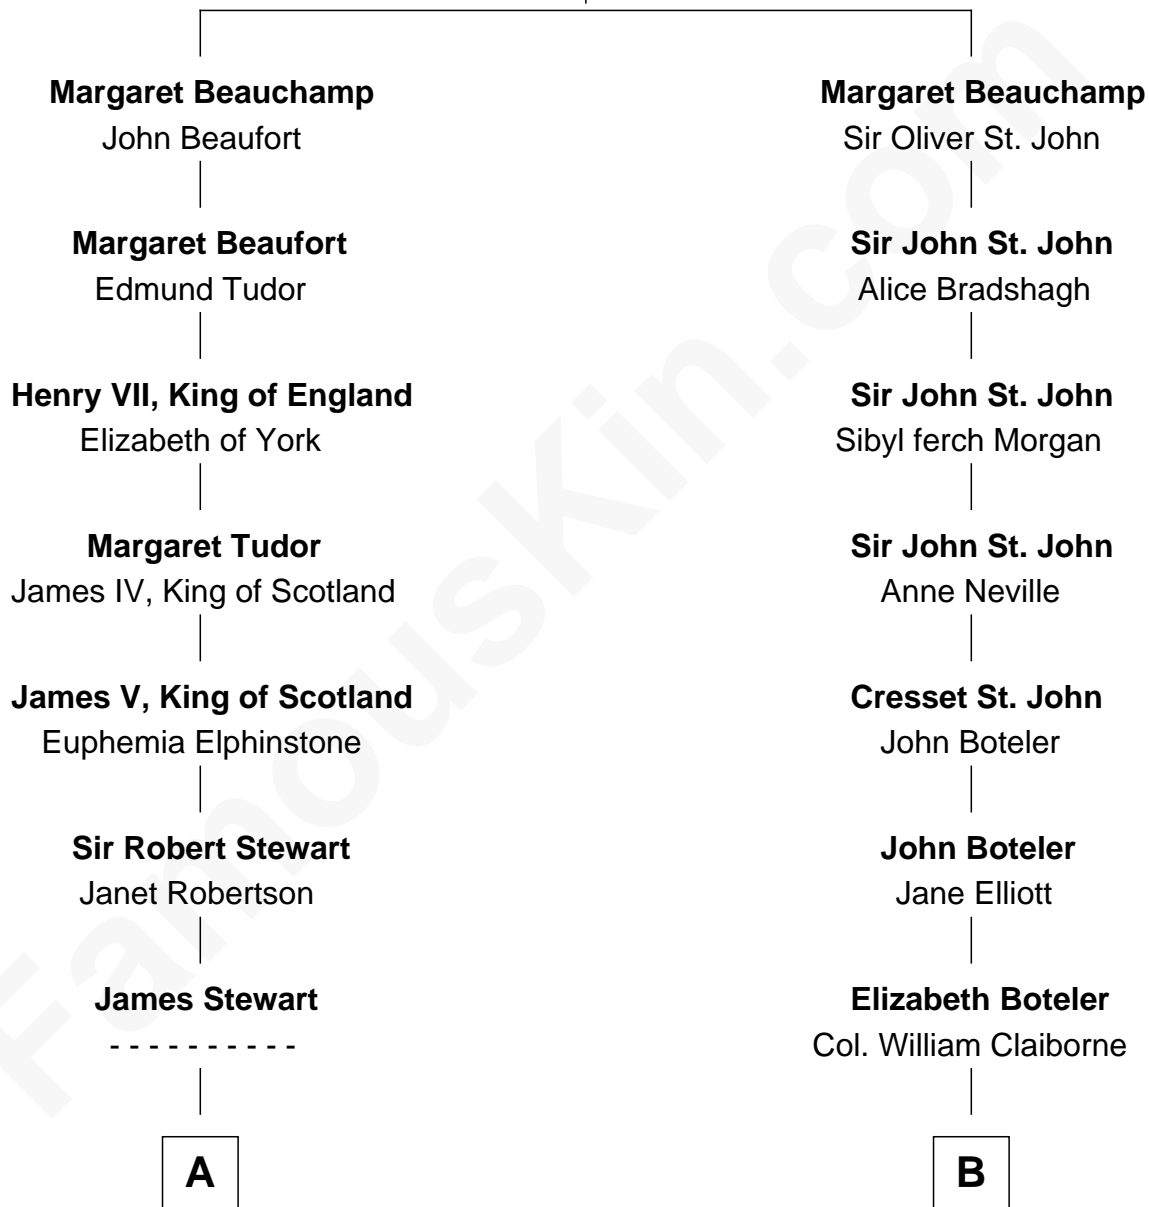 Margaret Beauchamp
John Beaufort
Margaret Beaufort
Edmund Tudor
Henry VII, King of England
Elizabeth of York
Margaret Tudor
James IV, King of Scotland
James V, King of Scotland
Euphemia Elphinstone
Sir Robert Stewart
Janet Robertson
James Stewart
- - - - - - - - - -
A
Margaret Beauchamp
Sir Oliver St. John
Sir John St. John
Alice Bradshagh
Sir John St. John
Sibyl ferch Morgan
Sir John St. John
Anne Neville
Cresset St. John
John Boteler
John Boteler
Jane Elliott
Elizabeth Boteler
Col. William Claiborne
B
FamousKin.com